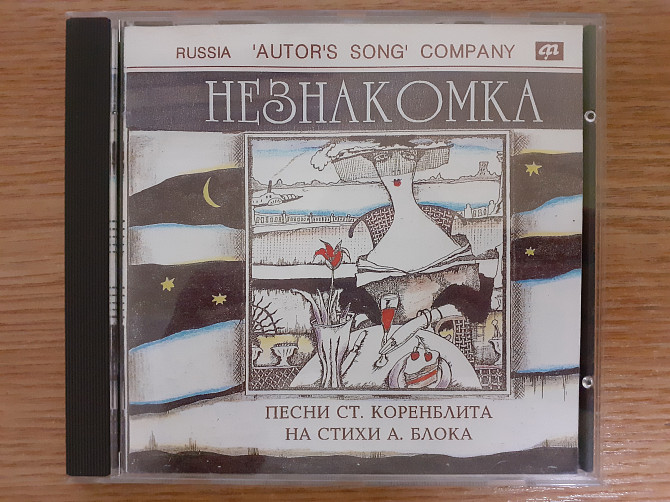 RUSSIA 'AUTOR'S SONG' COMPANY
НЕЗНАКОМКА
ПЕСНИ СТ. КОРЕНБЛИТА
НА СТИХИ А. БЛОКА